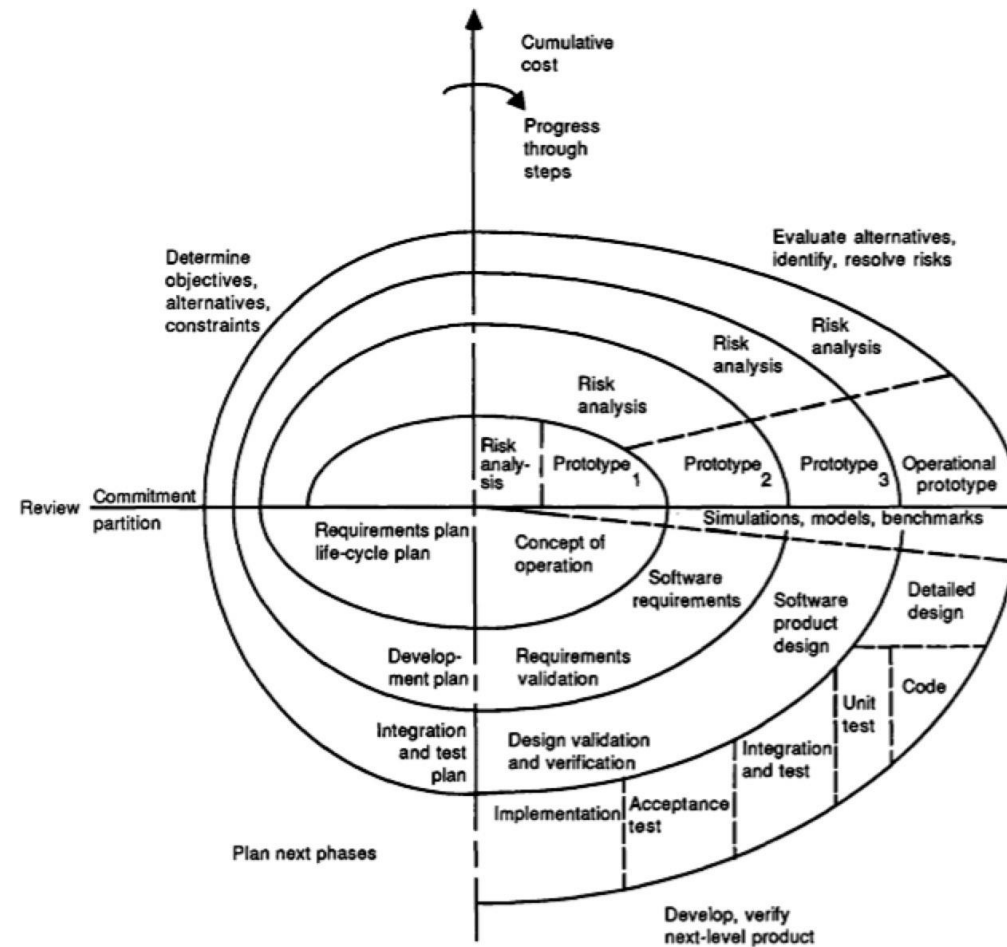 Cumulative
cost
Progress
through
steps
Determine
objectives,
alternatives,
constraints
Evaluate alternatives,
identify, resolve risks
Risk
analysis
Risk
analysis
Risk
analysis
Risk
analy-
sis
Prototype 1
Prototype 2
Prototype 3
Operational
prototype
Review
Commitment
partition
Simulations, models, benchmarks
Requirements plan
life-cycle plan
Concept of
operation
Software
requirements
Software
product
design
Detailed
design
Develop-
ment plan
Requirements
validation
Code
Unit
test
Integration
and test
plan
Design validation
and verification
Integration
and test
Acceptance
test
Implementation
Plan next phases
Develop, verify
next-level product